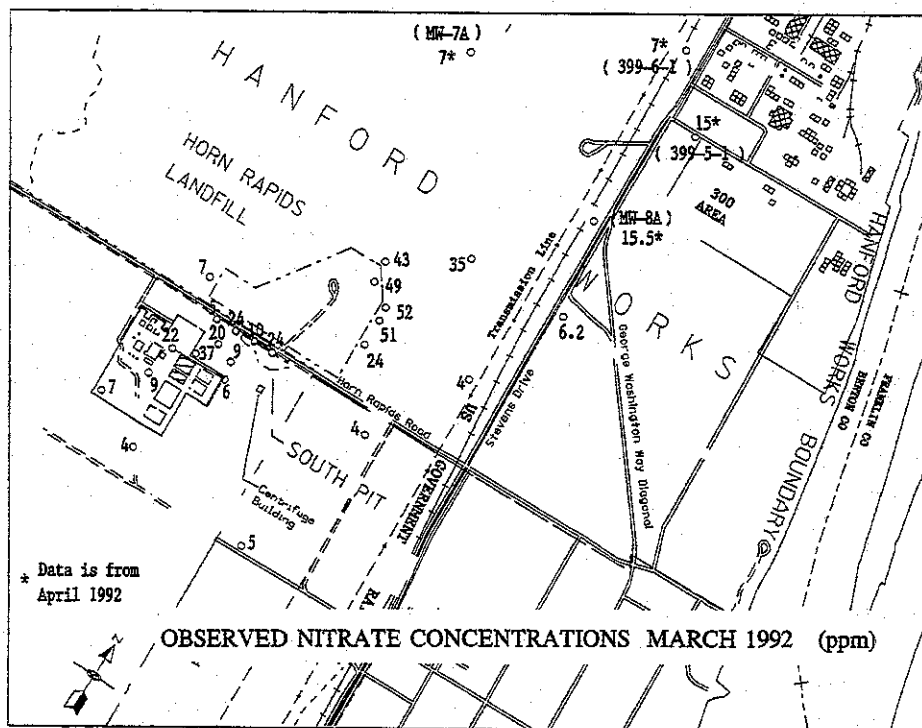 ( MW-7A )
7*
7*
( 399-6-1 )
HANFORD
15*
( 399-5-1 )
HORN RAPIDS
LANDFILL
300
AREA
( MW-8A )
15.5*
HANFORD WORKS BOUNDARY
Transmission Line
WORKS
7
43
35
49
52
51
24
6.2
20
22
37
9
9
6
7
4
4
4
Horn Rapids Road
Stevens Drive
George Washington Way Diagonal
US GOVERNMENT
FRANKLIN CO
BENTON CO
SOUTH PIT
Centrifuge
Building
5
* Data is from
April 1992
N
OBSERVED NITRATE CONCENTRATIONS MARCH 1992 (ppm)